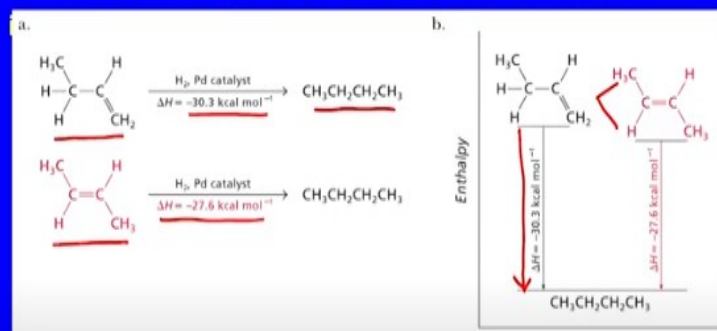 a.
H₃C H
H–C–C
H CH₂
H₂, Pd catalyst
ΔH = −30.3 kcal mol⁻¹
CH₃CH₂CH₂CH₃
H₃C H
C=C
H CH₃
H₂, Pd catalyst
ΔH= −27.6 kcal mol⁻¹
CH₃CH₂CH₂CH₃
b.
Enthalpy
H₃C H
H–C–C
H CH₂
H₃C H
C=C
H CH₃
ΔH = −30.3 kcal mol⁻¹
ΔH = −27.6 kcal mol⁻¹
CH₃CH₂CH₂CH₃